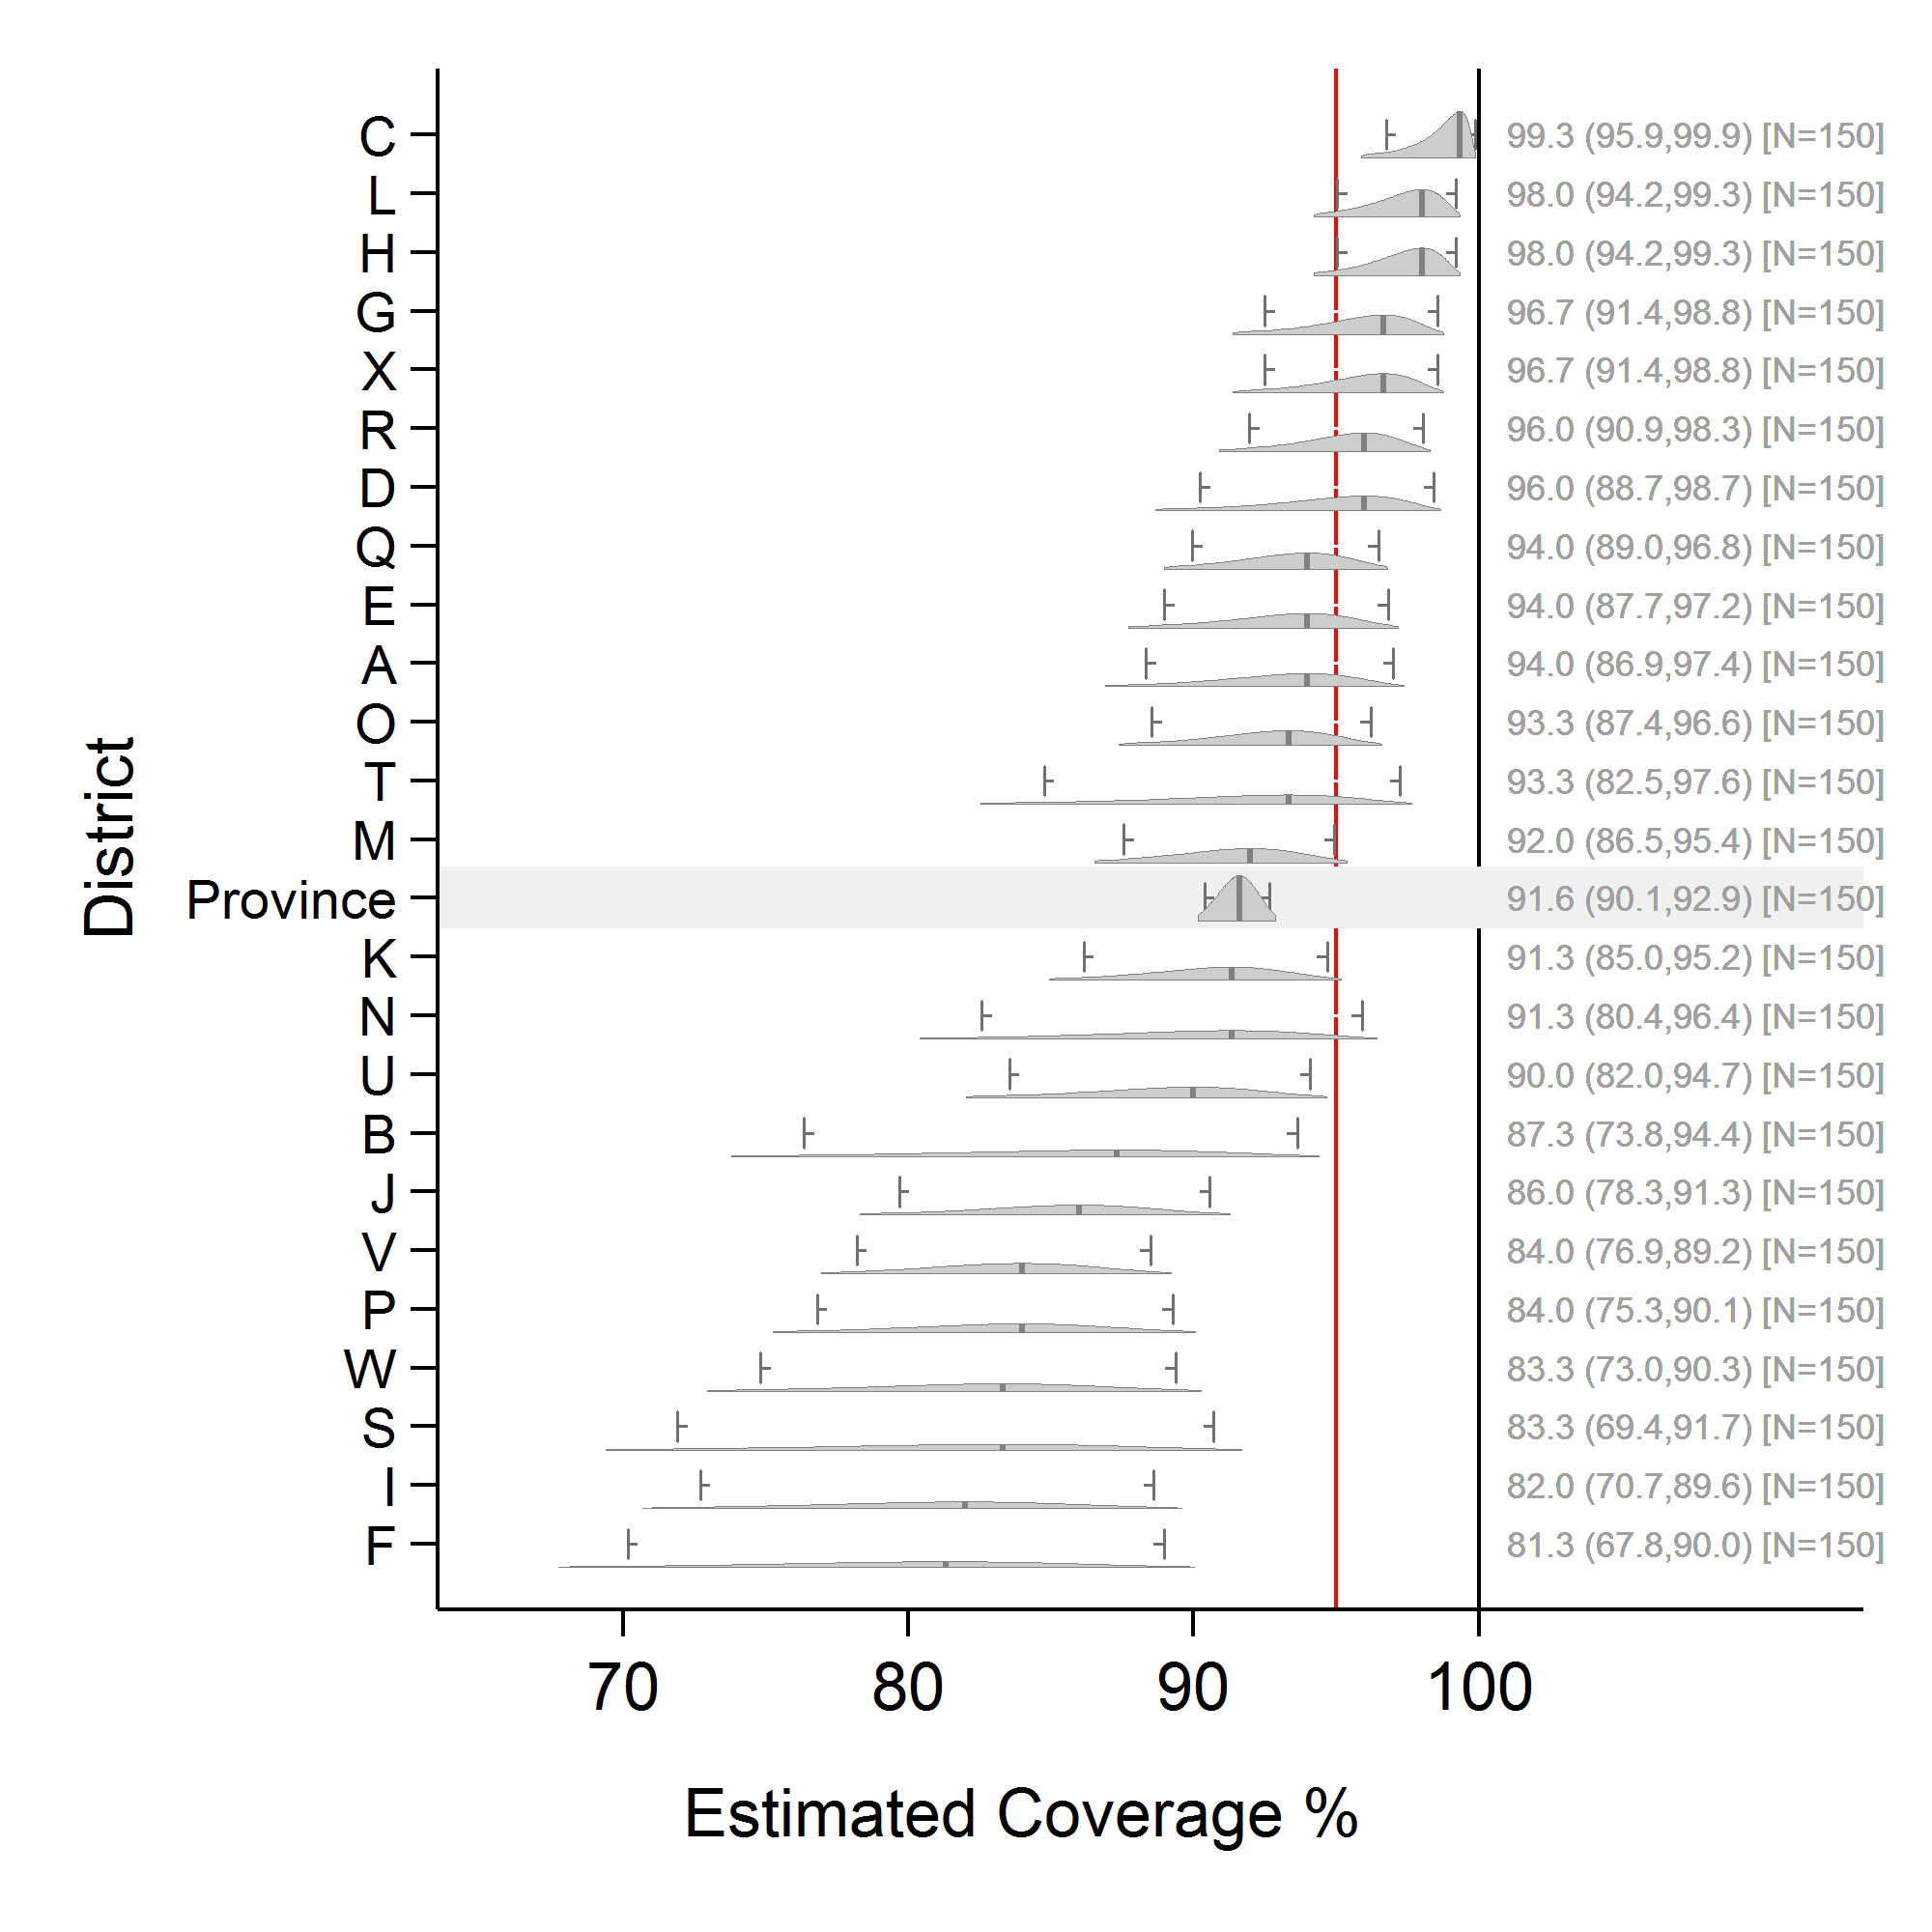 C 99.3 (95.9,99.9) [N=150]
L 98.0 (94.2,99.3) [N=150]
H 98.0 (94.2,99.3) [N=150]
G 96.7 (91.4,98.8) [N=150]
X 96.7 (91.4,98.8) [N=150]
R 96.0 (90.9,98.3) [N=150]
D 96.0 (88.7,98.7) [N=150]
Q 94.0 (89.0,96.8) [N=150]
E 94.0 (87.7,97.2) [N=150]
A 94.0 (86.9,97.4) [N=150]
O 93.3 (87.4,96.6) [N=150]
T 93.3 (82.5,97.6) [N=150]
M 92.0 (86.5,95.4) [N=150]
Province 91.6 (90.1,92.9) [N=150]
K 91.3 (85.0,95.2) [N=150]
N 91.3 (80.4,96.4) [N=150]
U 90.0 (82.0,94.7) [N=150]
B 87.3 (73.8,94.4) [N=150]
J 86.0 (78.3,91.3) [N=150]
V 84.0 (76.9,89.2) [N=150]
P 84.0 (75.3,90.1) [N=150]
W 83.3 (73.0,90.3) [N=150]
S 83.3 (69.4,91.7) [N=150]
I 82.0 (70.7,89.6) [N=150]
F 81.3 (67.8,90.0) [N=150]
District
70 80 90 100
Estimated Coverage %